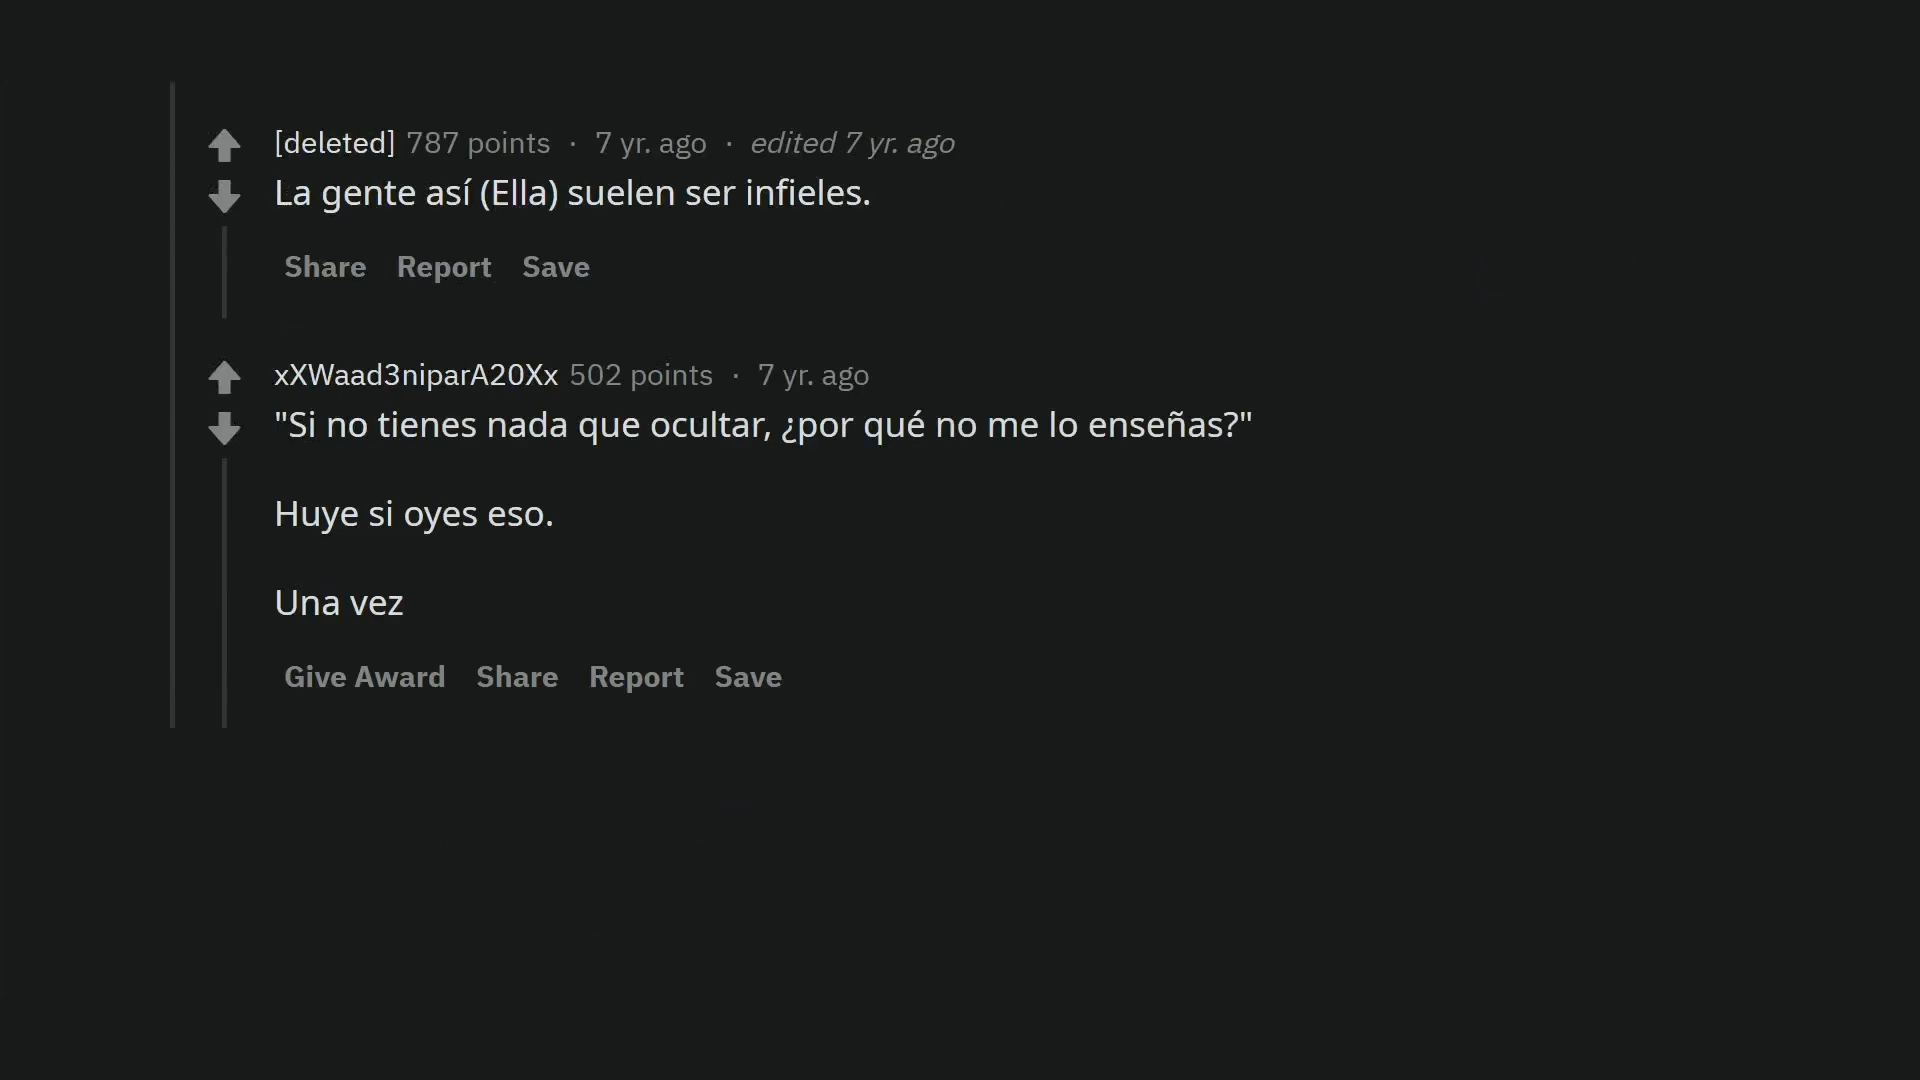 [deleted] 787 points · 7 yr. ago · edited 7 yr. ago
La gente así (Ella) suelen ser infieles.
Share Report Save
xXWaad3niparA20Xx 502 points · 7 yr. ago
"Si no tienes nada que ocultar, ¿por qué no me lo enseñas?"
Huye si oyes eso.
Una vez
Give Award Share Report Save